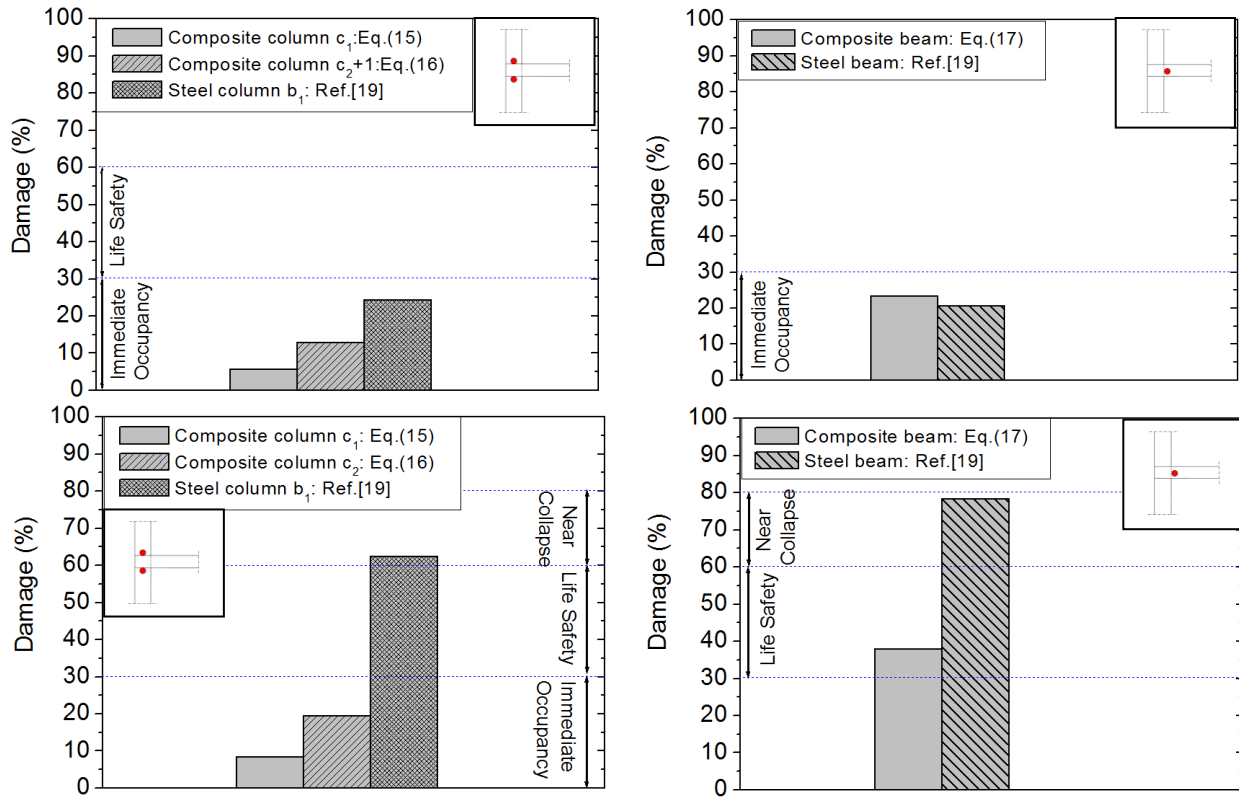 100
90
80
70
60
50
40
30
20
10
0
Damage (%)
Composite column c₁:Eq.(15)
Composite column c₂+1:Eq.(16)
Steel column b₁: Ref.[19]
Life Safety
Immediate
Occupancy
100
90
80
70
60
50
40
30
20
10
0
Damage (%)
Composite beam: Eq.(17)
Steel beam: Ref.[19]
Immediate
Occupancy
100
90
80
70
60
50
40
30
20
10
0
Damage (%)
Composite column c₁: Eq.(15)
Composite column c₂: Eq.(16)
Steel column b₁: Ref.[19]
Near
Collapse
Life Safety
Immediate
Occupancy
100
90
80
70
60
50
40
30
20
10
0
Damage (%)
Composite beam: Eq.(17)
Steel beam: Ref.[19]
Near
Collapse
Life Safety